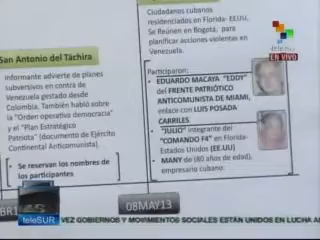 San Antonio del Táchira
Informante advierte de planes
subversivos en contra de
Venezuela gestado desde
Colombia. También habló sobre
la "Orden operativo democracia"
y el "Plan Estratégico
Patriota" (documento de Ejército
Continental Anticomunista).
• Se reservan los nombres de
los participantes
Ciudadanos cubanos
residenciados en Florida- EE.UU,
Se Reúnen en Bogotá, para
planificar acciones violentas en
Venezuela.
Participaron:
• EDUARDO MACAYA "EDDY"
del FRENTE PATRIÓTICO
ANTICOMUNISTA DE MIAMI,
enlace con LUIS POSADA
CARRILES
• "JULIO" integrante del
"COMANDO F4" en Florida-
Estados Unidos (EE.UU)
• MANY de (80 años de edad),
empresario cubano.
teleSUR
EN VIVO
08MAY13
teleSUR
VEZ GOBIERNOS Y MOVIMIENTOS SOCIALES ESTÁN UNIDOS EN LUCHA A